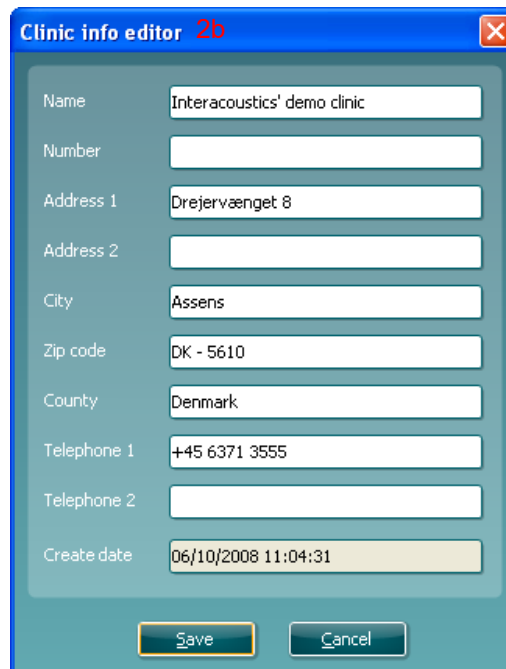 Clinic info editor 2b
Name Interacoustics' demo clinic
Number
Address 1 Drejervænget 8
Address 2
City Assens
Zip code DK - 5610
County Denmark
Telephone 1 +45 6371 3555
Telephone 2
Create date 06/10/2008 11:04:31
Save Cancel